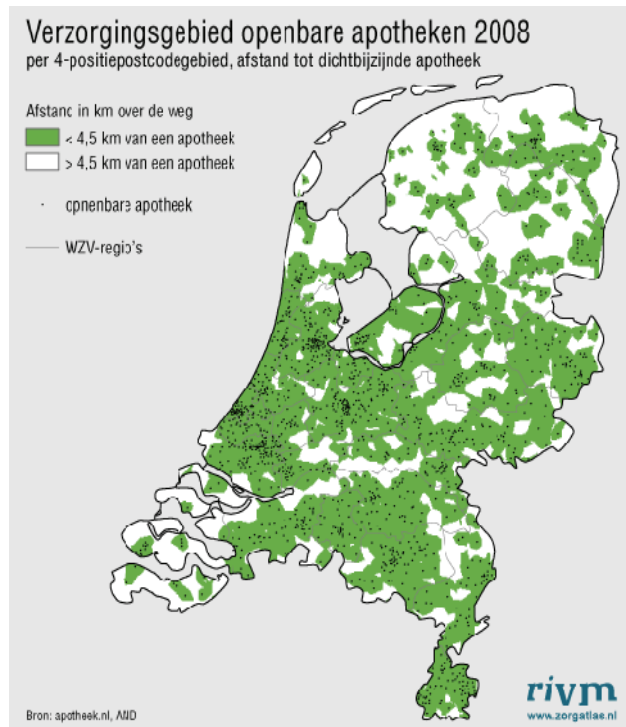 Verzorgingsgebied openbare apotheken 2008
per 4-positiepostcodegebied, afstand tot dichtbijzijnde apotheek
Afstand in km over de weg
< 4,5 km van een apotheek
> 4,5 km van een apotheek
openbare apotheek
WZV-regio's
Bron: apotheek.nl, AND
rivm
www.zorgatlas.nl